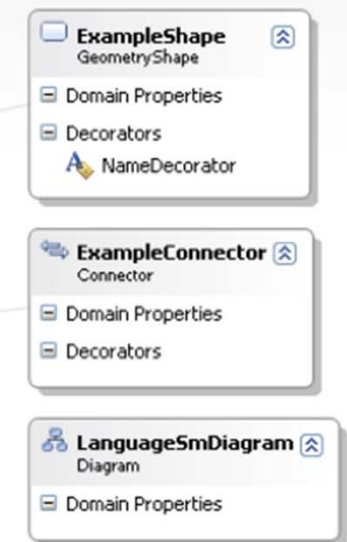 ExampleShape
GeometryShape
Domain Properties
Decorators
NameDecorator
ExampleConnector
Connector
Domain Properties
Decorators
LanguageSmDiagram
Diagram
Domain Properties